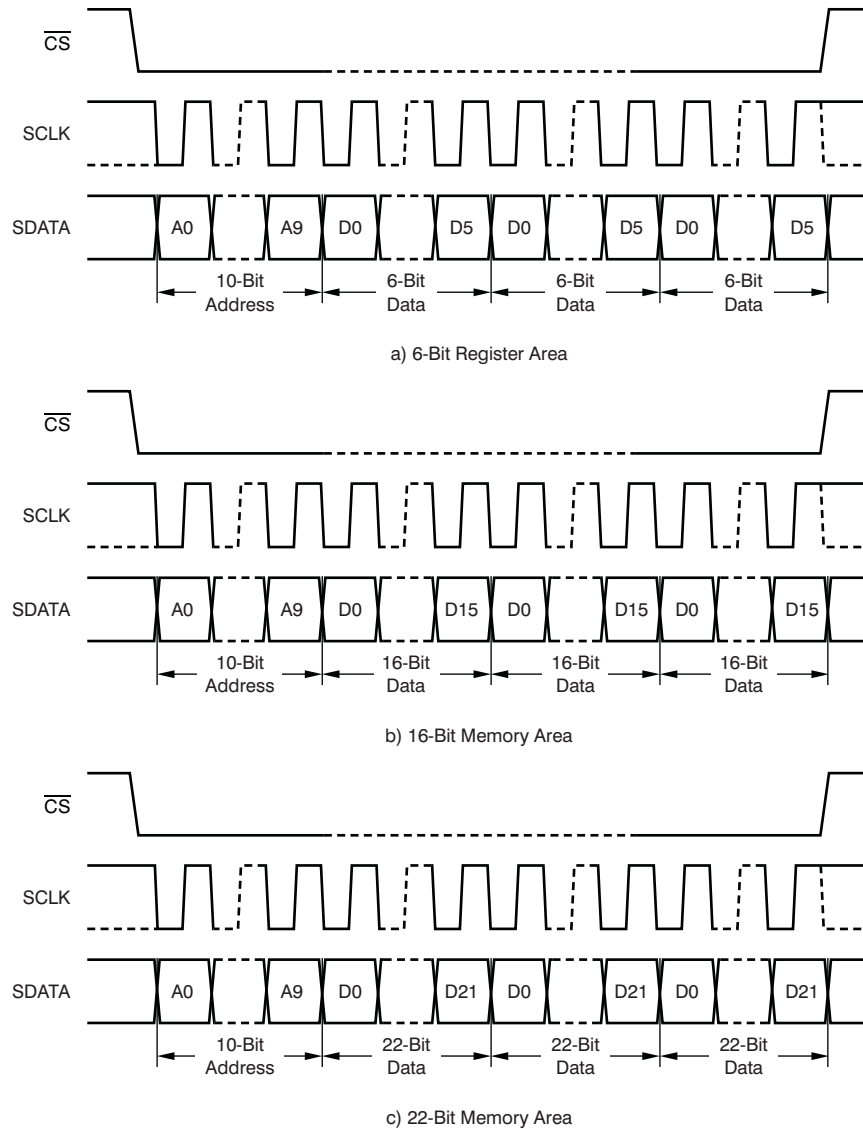 CS
SCLK
SDATA A0 A9 D0 D5 D0 D5 D0 D5
10-Bit Address 6-Bit Data 6-Bit Data 6-Bit Data
a) 6-Bit Register Area
CS
SCLK
SDATA A0 A9 D0 D15 D0 D15 D0 D15
10-Bit Address 16-Bit Data 16-Bit Data 16-Bit Data
b) 16-Bit Memory Area
CS
SCLK
SDATA A0 A9 D0 D21 D0 D21 D0 D21
10-Bit Address 22-Bit Data 22-Bit Data 22-Bit Data
c) 22-Bit Memory Area